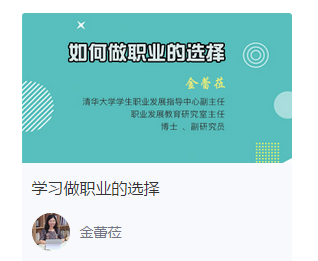 如何做职业的选择
金蕾莅
清华大学学生职业发展指导中心副主任
职业发展教育研究室主任
博士 、副研究员
学习做职业的选择
金蕾莅